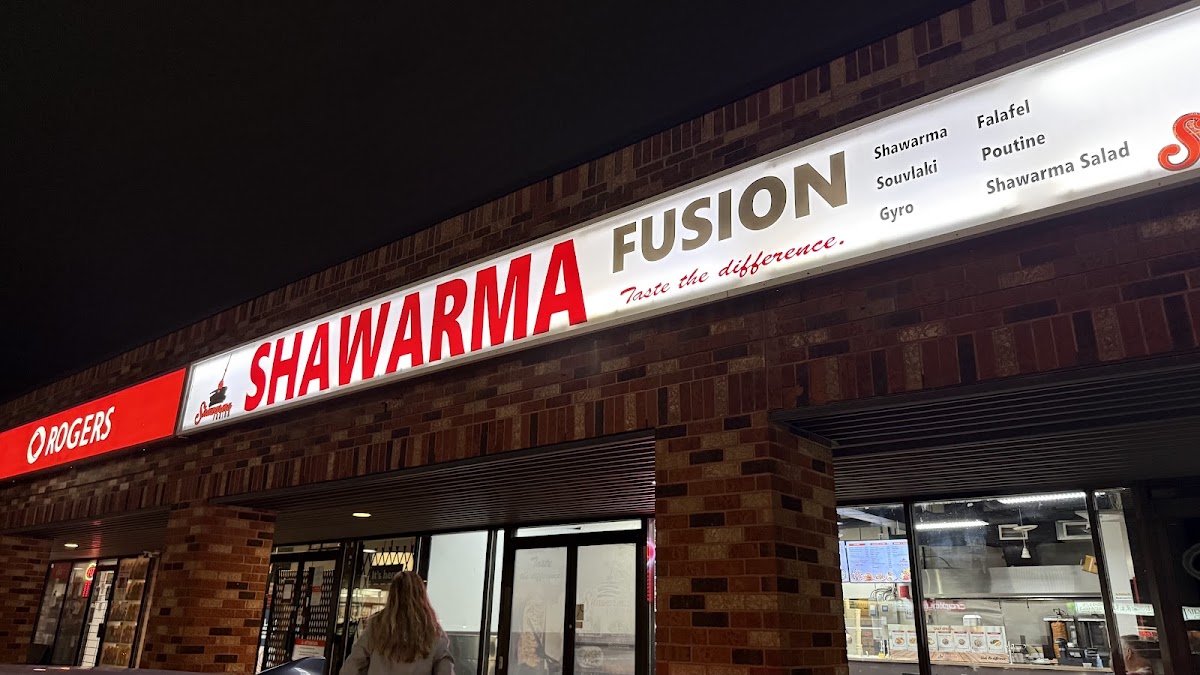 ROGERS
SHAWARMA FUSION
Taste the difference.
Shawarma
Souvlaki
Gyro
Falafel
Poutine
Shawarma Salad